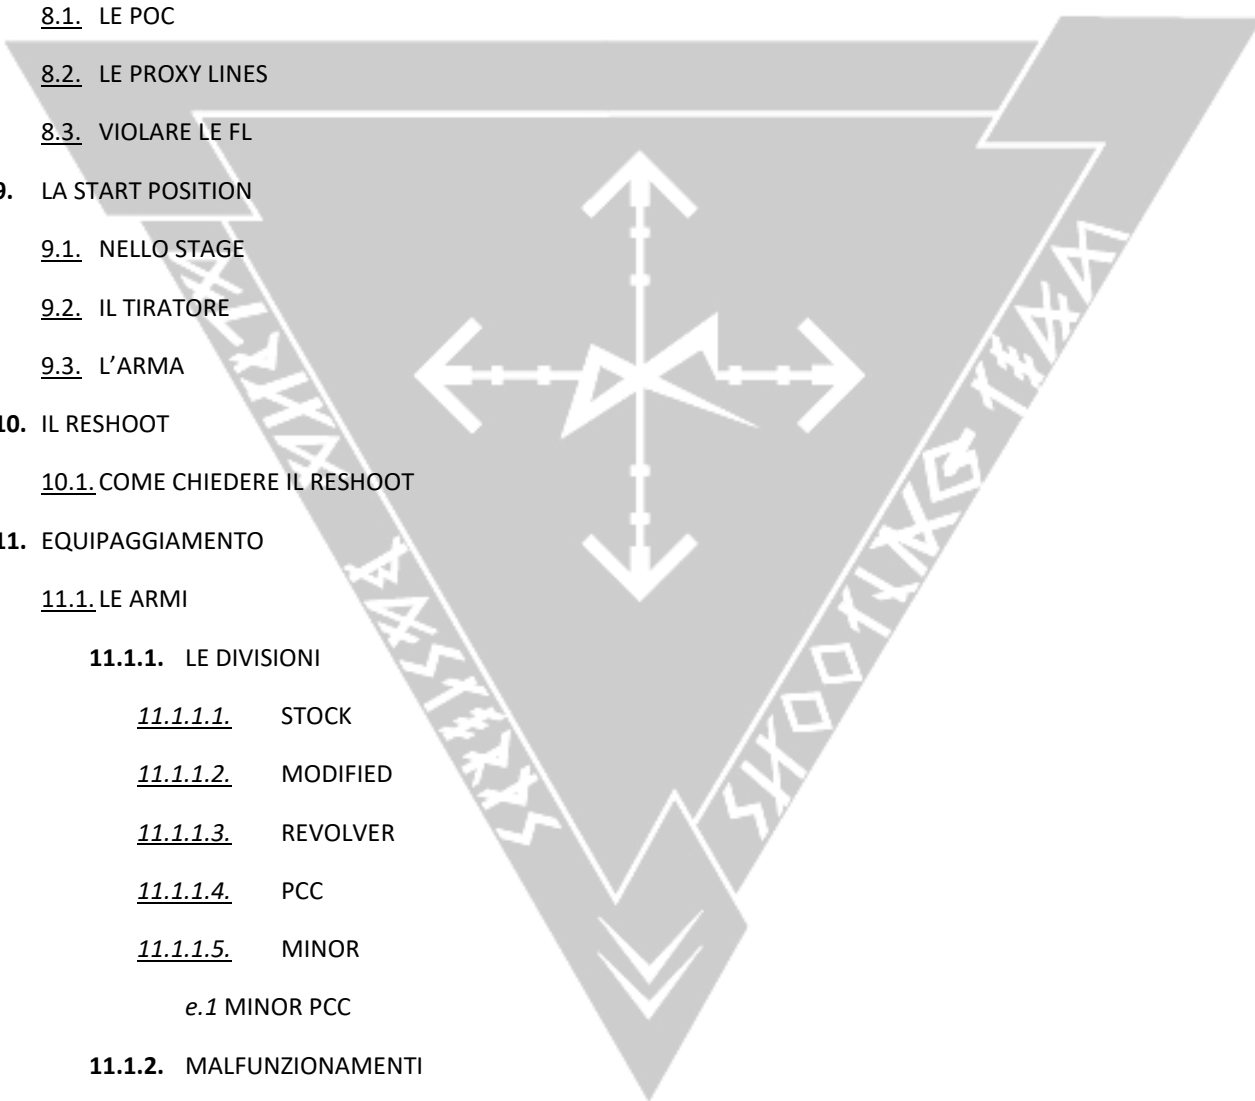 8.1. LE POC
8.2. LE PROXY LINES
8.3. VIOLARE LE FL
9. LA START POSITION
9.1. NELLO STAGE
9.2. IL TIRATORE
9.3. L'ARMA
10. IL RESHOOT
10.1. COME CHIEDERE IL RESHOOT
11. EQUIPAGGIAMENTO
11.1. LE ARMI
11.1.1. LE DIVISIONI
11.1.1.1. STOCK
11.1.1.2. MODIFIED
11.1.1.3. REVOLVER
11.1.1.4. PCC
11.1.1.5. MINOR
e.1 MINOR PCC
11.1.2. MALFUNZIONAMENTI